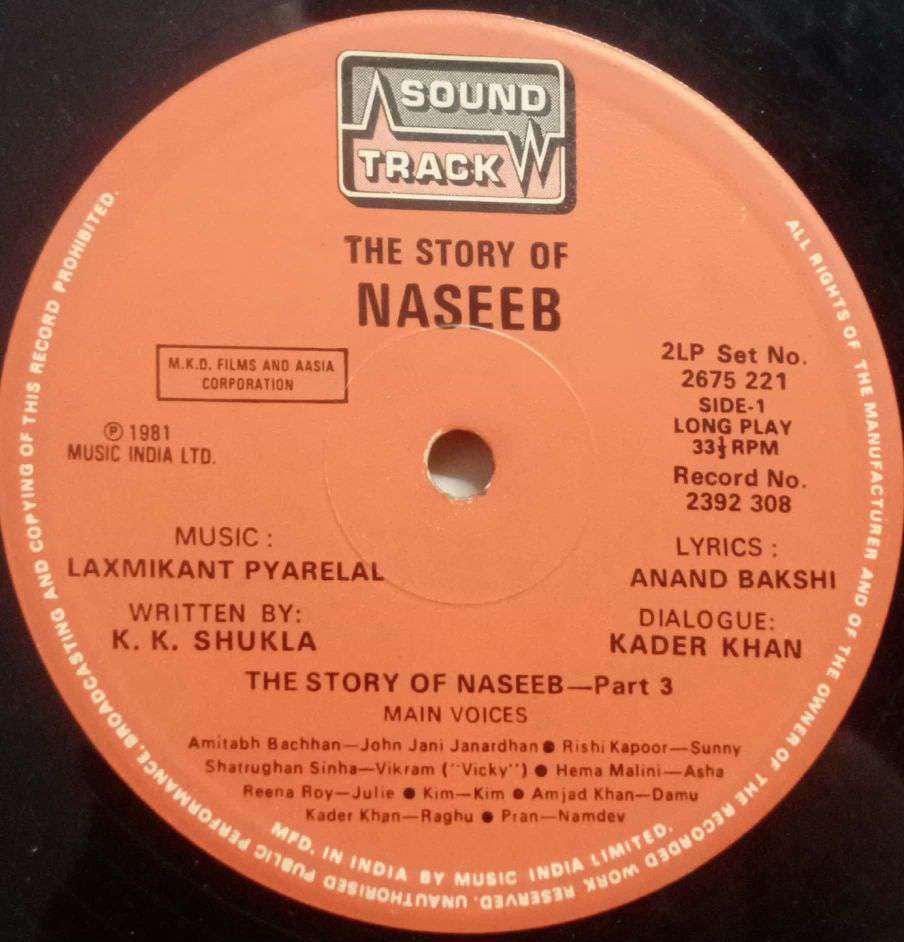 SOUND
TRACK
THE STORY OF
NASEEB
M.K.D. FILMS AND AASIA
CORPORATION
℗ 1981
MUSIC INDIA LTD.
2LP Set No.
2675 221
SIDE-1
LONG PLAY
33⅓ RPM
Record No.
2392 308
MUSIC :
LAXMIKANT PYARELAL
LYRICS :
ANAND BAKSHI
WRITTEN BY:
K. K. SHUKLA
DIALOGUE:
KADER KHAN
THE STORY OF NASEEB—Part 3
MAIN VOICES
Amitabh Bachhan—John Jani Janardhan ● Rishi Kapoor—Sunny
Shatrughan Sinha—Vikram (“Vicky”) ● Hema Malini—Asha
Reena Roy—Julie ● Kim—Kim ● Amjad Khan—Damu
Kader Khan—Raghu ● Pran—Namdev
MFD. IN INDIA BY MUSIC INDIA LIMITED.
ALL RIGHTS OF THE MANUFACTURER AND OF THE OWNER OF THE RECORDED WORK RESERVED. UNAUTHORISED PUBLIC PERFORMANCE, BROADCASTING AND COPYING OF THIS RECORD PROHIBITED.